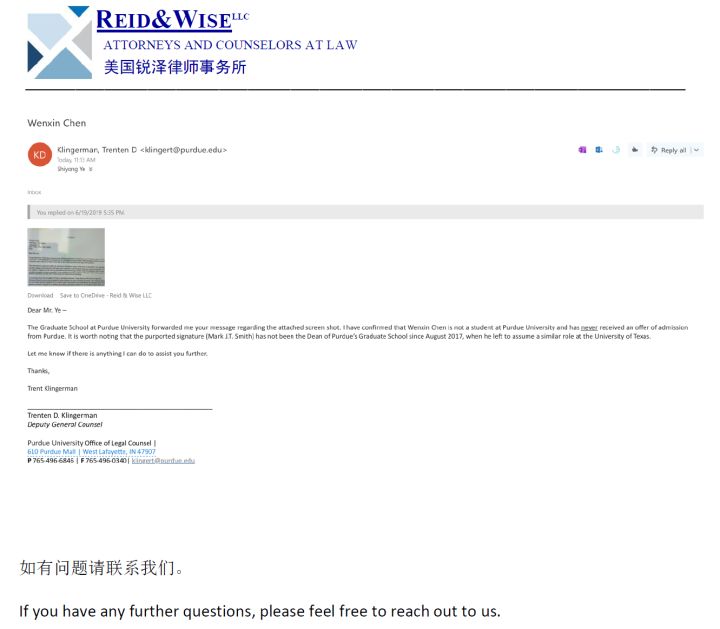 REID&WISE LLC
ATTORNEYS AND COUNSELORS AT LAW
美国锐泽律师事务所
Wenxin Chen
KD
Klingerman, Trenten D <klingert@purdue.edu>
Today, 11:13 AM
Shiyong Ye
Reply all |
Inbox
You replied on 6/19/2019 5:35 PM.
Download Save to OneDrive - Reid & Wise LLC
Dear Mr. Ye –
The Graduate School at Purdue University forwarded me your message regarding the attached screen shot. I have confirmed that Wenxin Chen is not a student at Purdue University and has never received an offer of admission
from Purdue. It is worth noting that the purported signature (Mark J.T. Smith) has not been the Dean of Purdue's Graduate School since August 2017, when he left to assume a similar role at the University of Texas.
Let me know if there is anything I can do to assist you further.
Thanks,
Trent Klingerman
Trenten D. Klingerman
Deputy General Counsel
Purdue University Office of Legal Counsel |
610 Purdue Mall | West Lafayette, IN 47907
P 765-496-6846 | F 765-496-0340| klingert@purdue.edu
如有问题请联系我们。
If you have any further questions, please feel free to reach out to us.